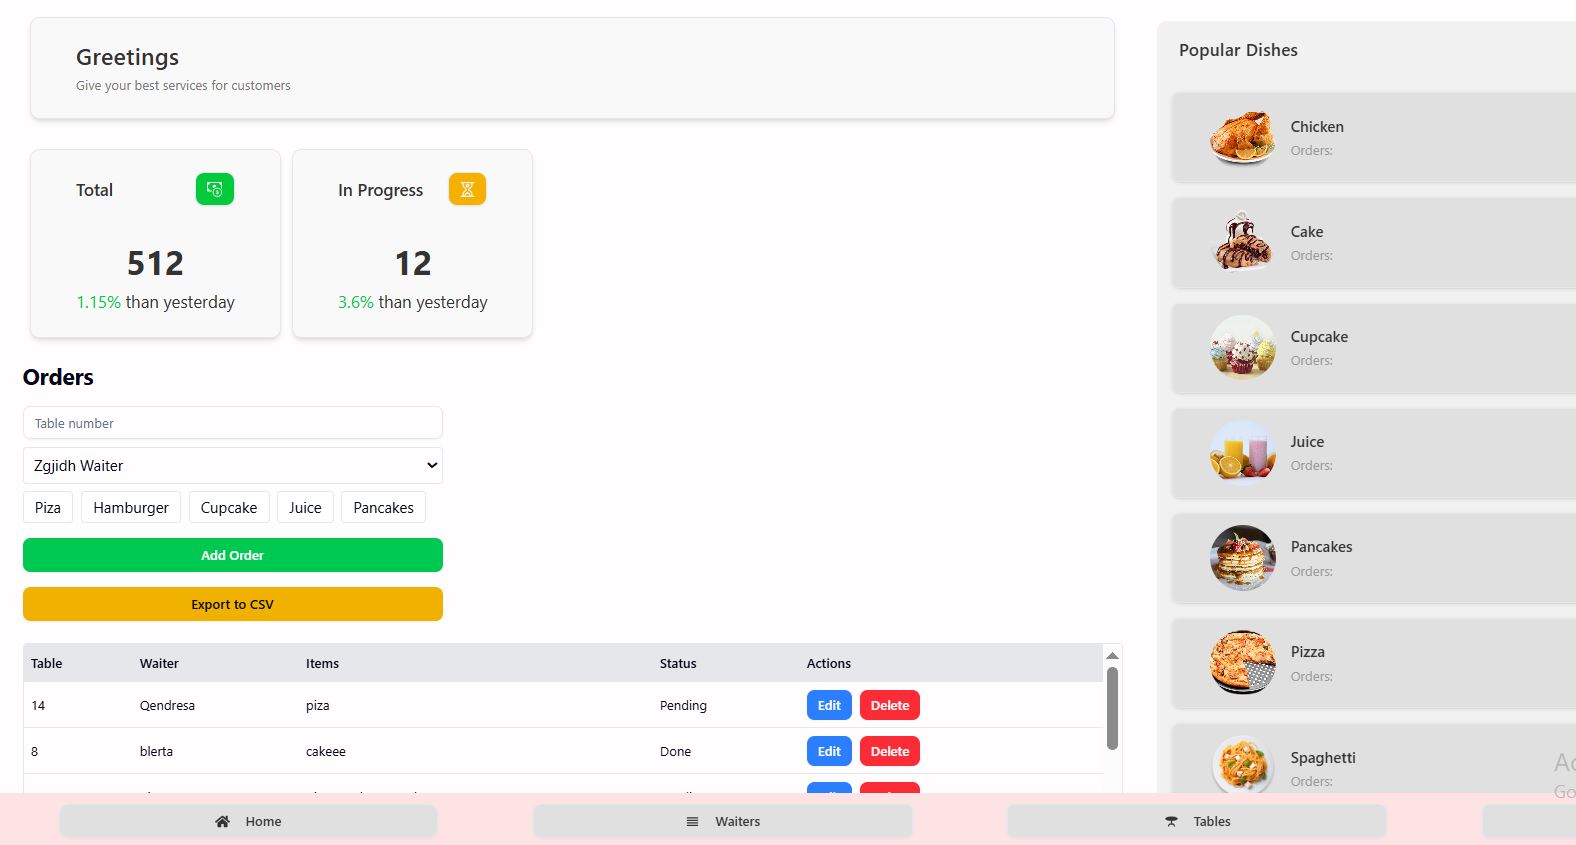 Greetings
Give your best services for customers
Total
512
1.15% than yesterday
In Progress
12
3.6% than yesterday
Orders
Table number
Zgjidh Waiter
Piza Hamburger Cupcake Juice Pancakes
Add Order
Export to CSV
Table Waiter Items Status Actions
14 Qendresa piza Pending Edit Delete
8 blerta cakeee Done Edit Delete
Popular Dishes
Chicken
Orders:
Cake
Orders:
Cupcake
Orders:
Juice
Orders:
Pancakes
Orders:
Pizza
Orders:
Spaghetti
Orders:
Home Waiters Tables